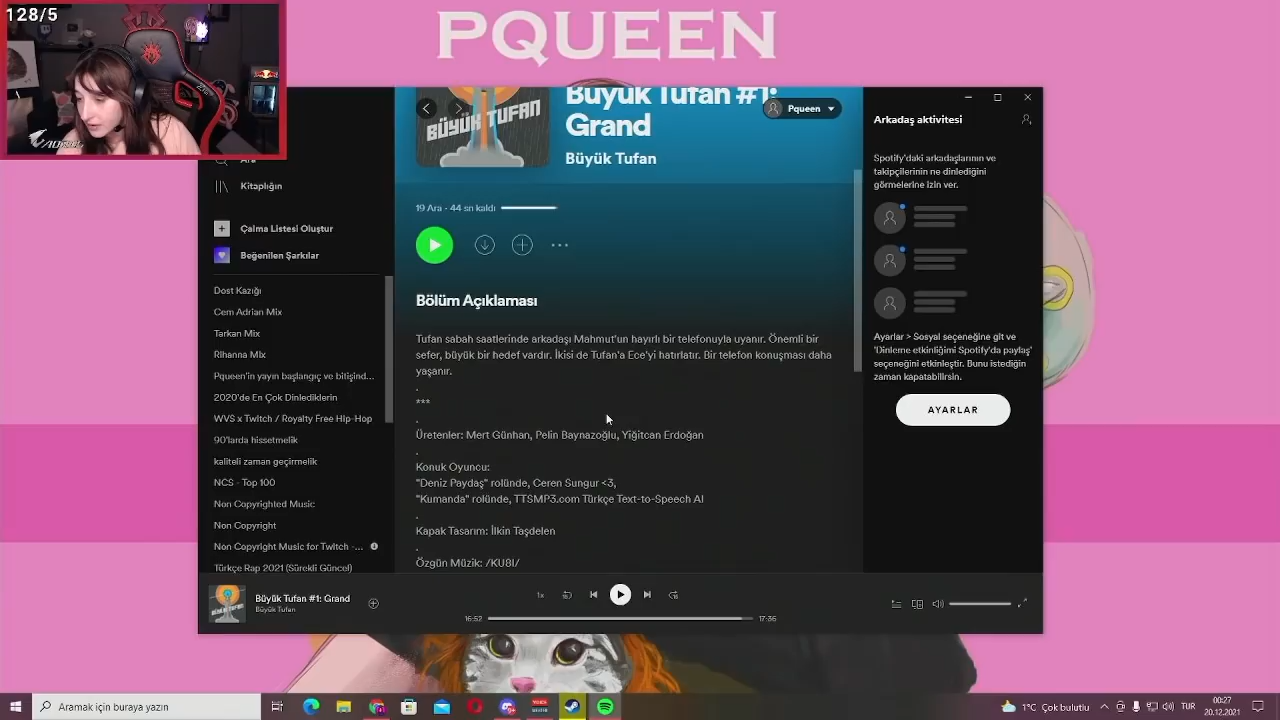 128/5
PQUEEN
Büyük Tufan #1:
Grand
Büyük Tufan
BÜYÜK TUFAN
Pqueen
Arkadaş aktivitesi
Spotify'daki arkadaşlarının ve
takipçilerinin ne dinlediğini
görmelerine izin ver.
Ayarlar > Sosyal seçeneğine git ve
'Dinleme etkinliğimi Spotify'da paylaş'
seçeneğini etkinleştir. Bunu istediğin
zaman kapatabilirsin.
AYARLAR
Ara
Kitaplığın
Çalma Listesi Oluştur
Beğenilen Şarkılar
Dost Kazığı
Cem Adrian Mix
Tarkan Mix
Rihanna Mix
Pqueen'in yayın başlangıç ve bitişind...
2020'de En Çok Dinlediklerin
WVS x Twitch / Royalty Free Hip-Hop
90'larda hissetmelik
kaliteli zaman geçirmelik
NCS - Top 100
Non Copyrighted Music
Non Copyright
Non Copyright Music for Twitch -...
Türkçe Rap 2021 (Sürekli Güncel)
19 Ara - 44 sn kaldı
Bölüm Açıklaması
Tufan sabah saatlerinde arkadaşı Mahmut'un hayırlı bir telefonuyla uyanır. Önemli bir
sefer, büyük bir hedef vardır. İkisi de Tufan'a Ece'yi hatırlatır. Bir telefon konuşması daha
yaşanır.
.
***
.
Üretenler: Mert Günhan, Pelin Baynazoğlu, Yiğitcan Erdoğan
.
Konuk Oyuncu:
"Deniz Paydaş" rolünde, Ceren Sungur <3,
"Kumanda" rolünde, TTSMP3.com Türkçe Text-to-Speech AI
.
Kapak Tasarım: İlkin Taşdelen
.
Özgün Müzik: /KU8I/
Büyük Tufan #1: Grand
Büyük Tufan
1x
16:52
17:36
Aramak için buraya yazın
1°C Çok bulutlu
TUR
00:27
20.12.2021